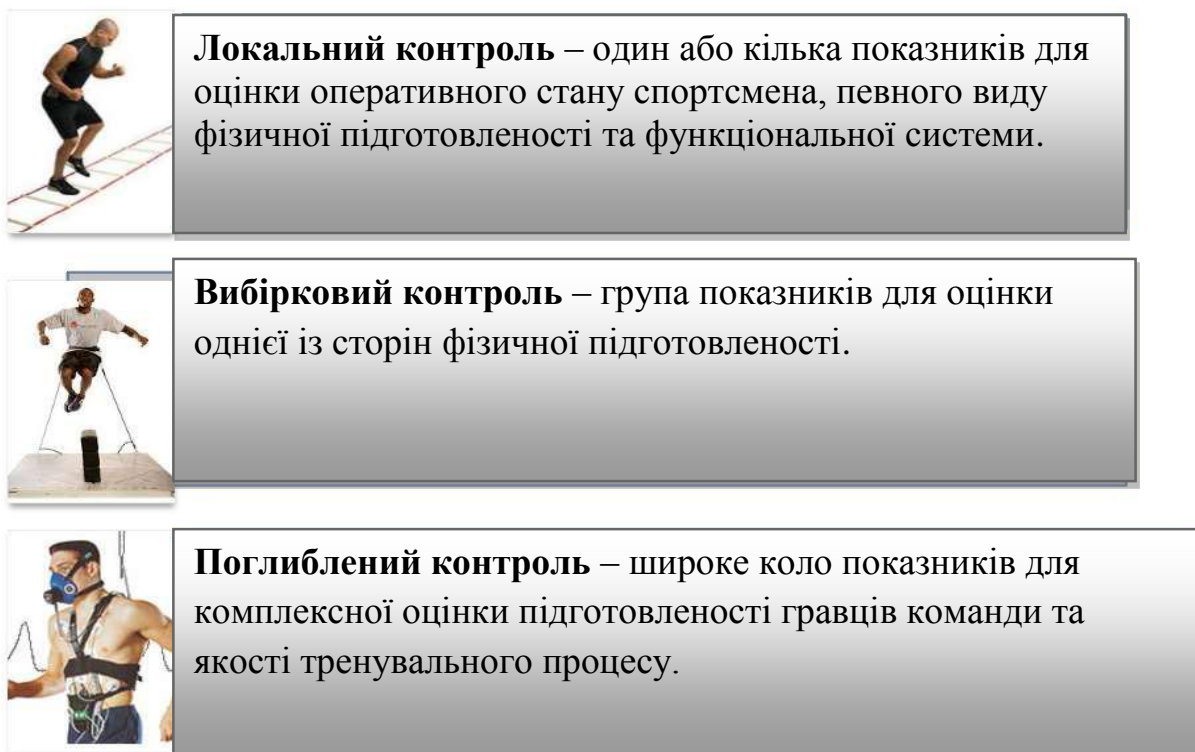 Локальний контроль – один або кілька показників для
оцінки оперативного стану спортсмена, певного виду
фізичної підготовленості та функціональної системи.
Вибірковий контроль – група показників для оцінки
однієї із сторін фізичної підготовленості.
Поглиблений контроль – широке коло показників для
комплексної оцінки підготовленості гравців команди та
якості тренувального процесу.